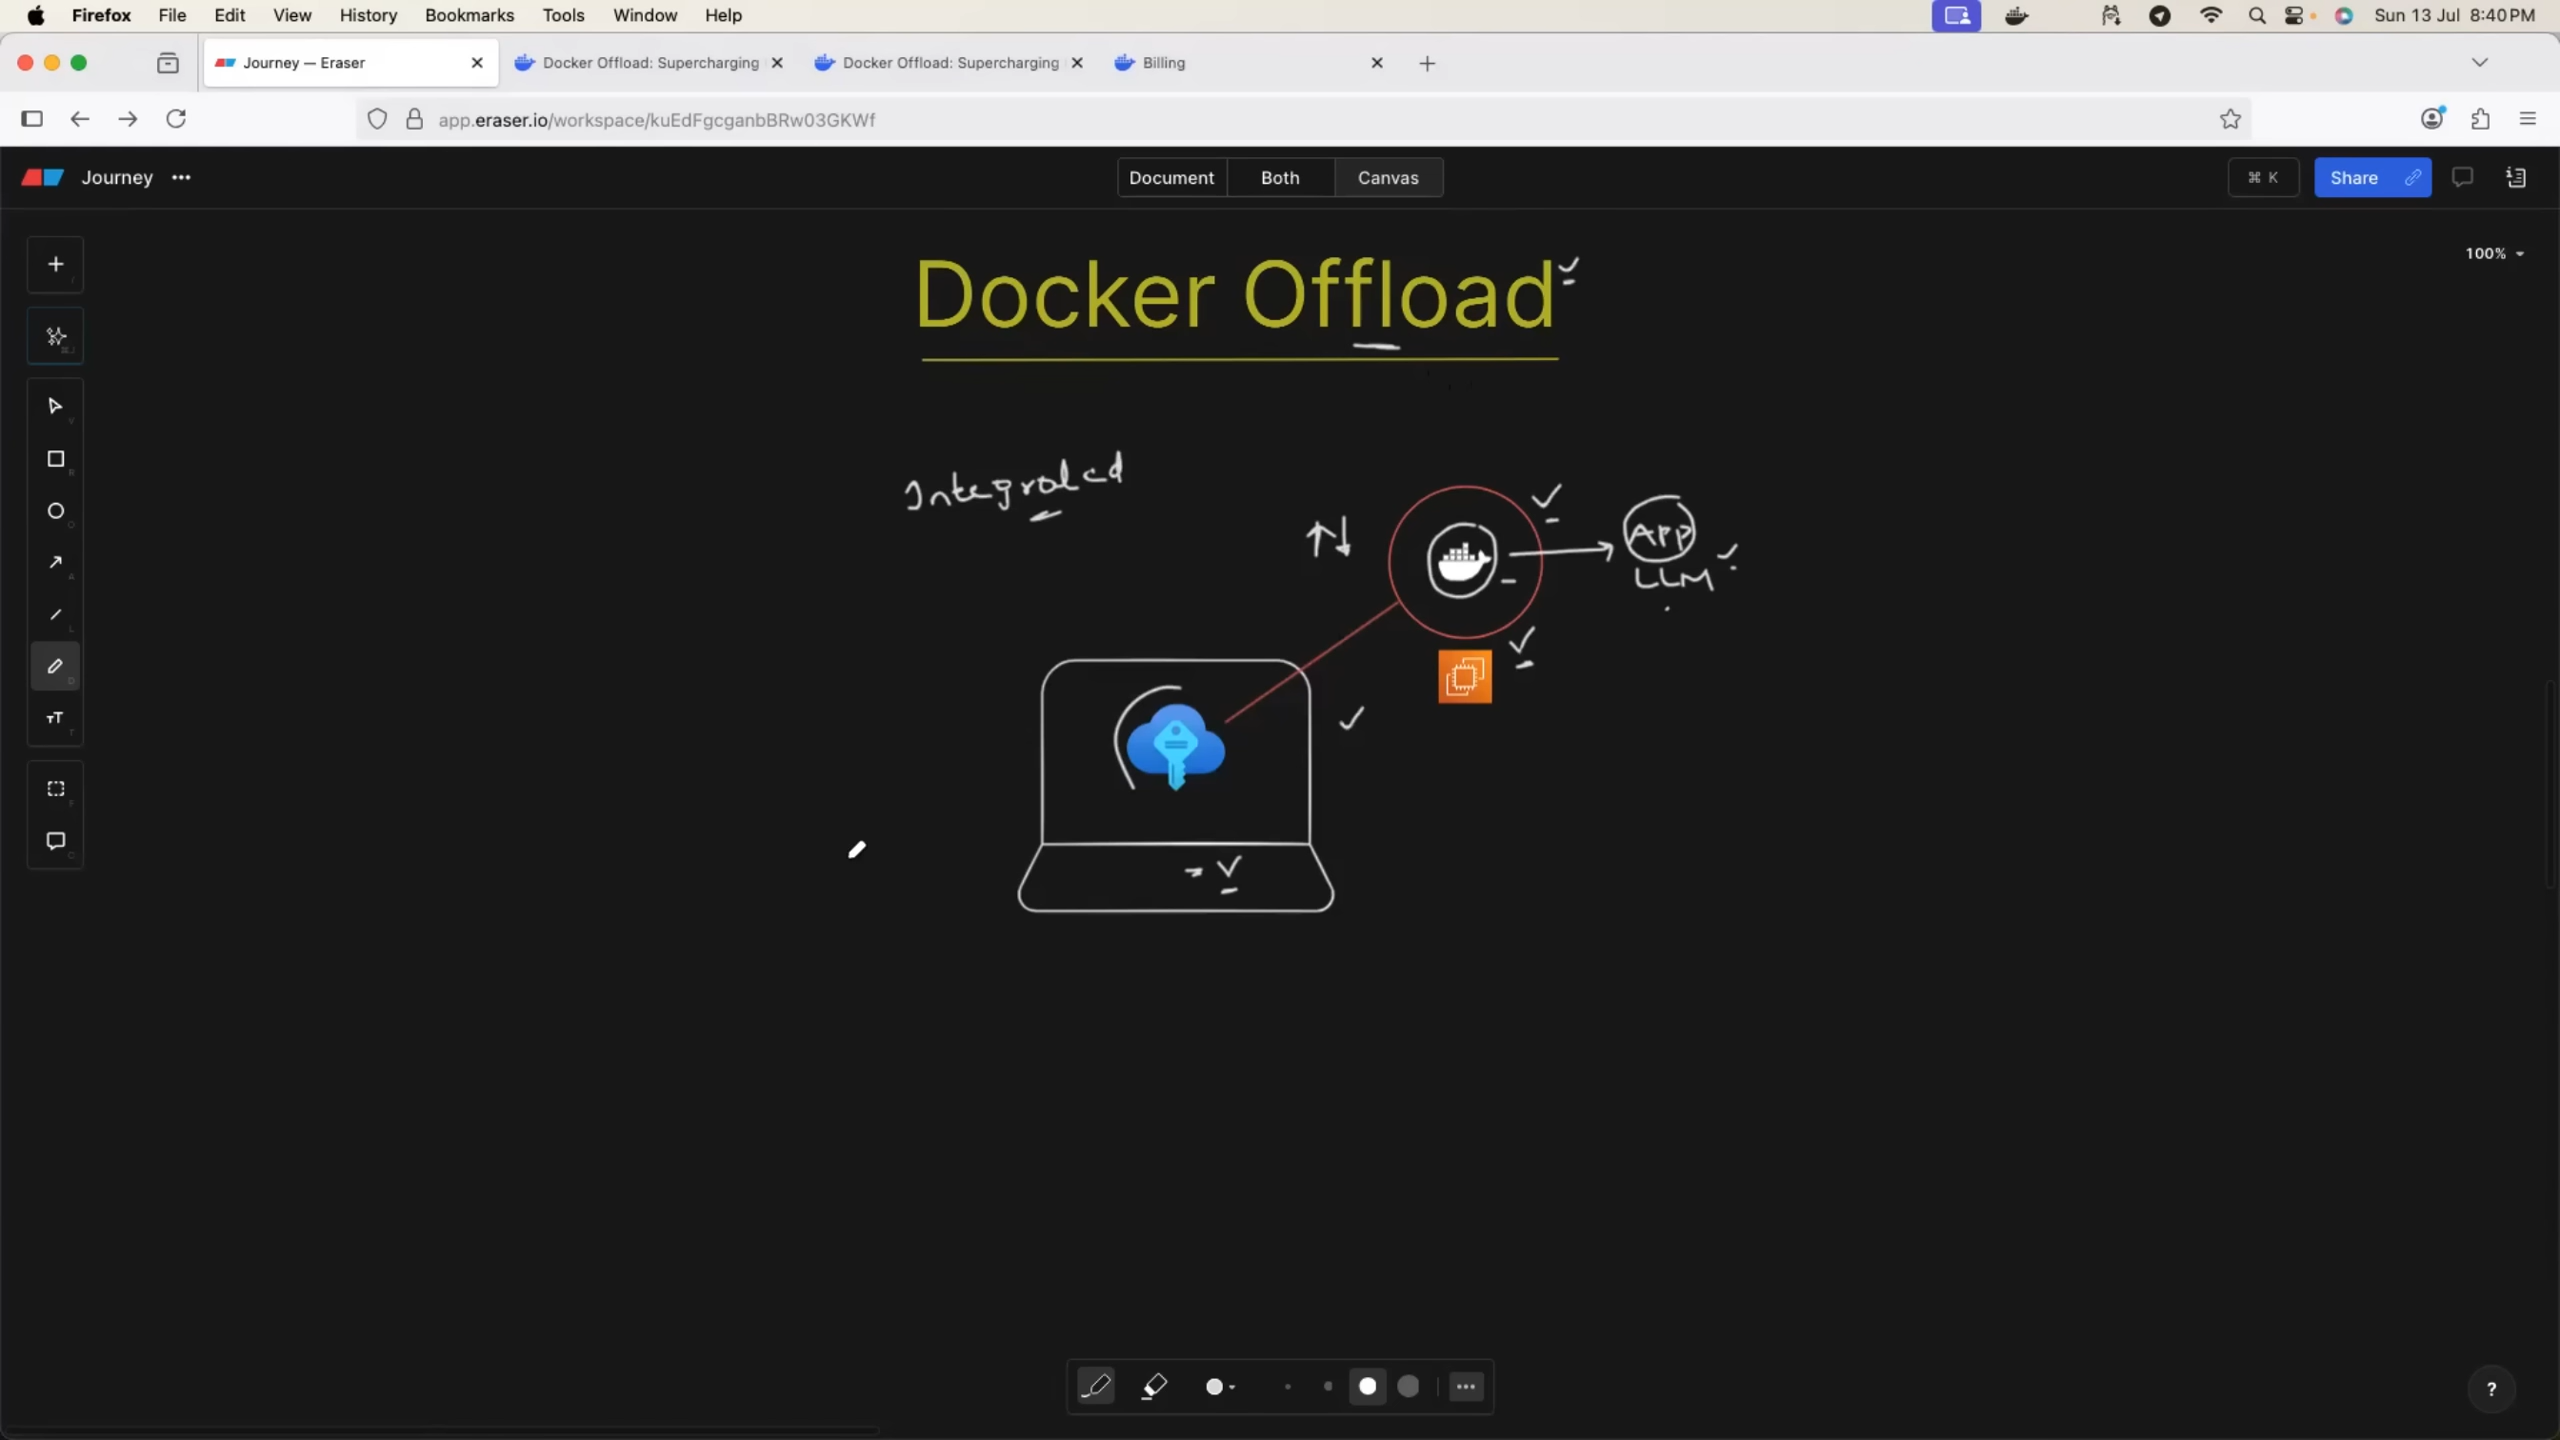 Firefox File Edit View History Bookmarks Tools Window Help Sun 13 Jul 8:40 PM
Journey — Eraser Docker Offload: Supercharging Docker Offload: Supercharging Billing
app.eraser.io/workspace/kuEdFgcganbBRw03GKWf
Journey Document Both Canvas ⌘ K Share
100%
Docker Offload
Integrated
APP
LLM